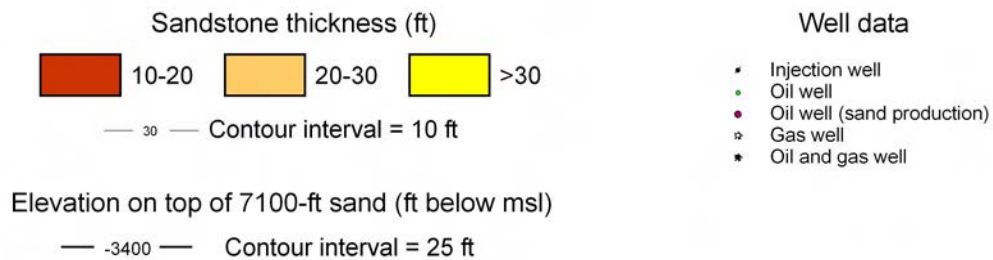 Sandstone thickness (ft)
10-20 20-30 >30
30 Contour interval = 10 ft
Elevation on top of 7100-ft sand (ft below msl)
-3400 Contour interval = 25 ft
Well data
Injection well
Oil well
Oil well (sand production)
Gas well
Oil and gas well